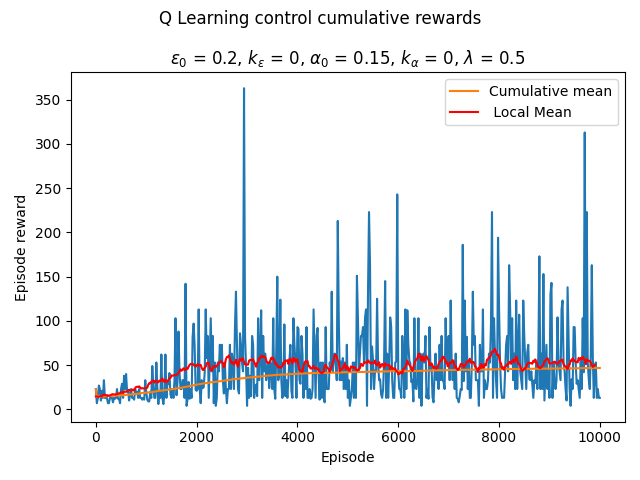 Q Learning control cumulative rewards
ε₀ = 0.2, kε = 0, α₀ = 0.15, kα = 0, λ = 0.5
Cumulative mean
Local Mean
Episode reward
350
300
250
200
150
100
50
0
0 2000 4000 6000 8000 10000
Episode